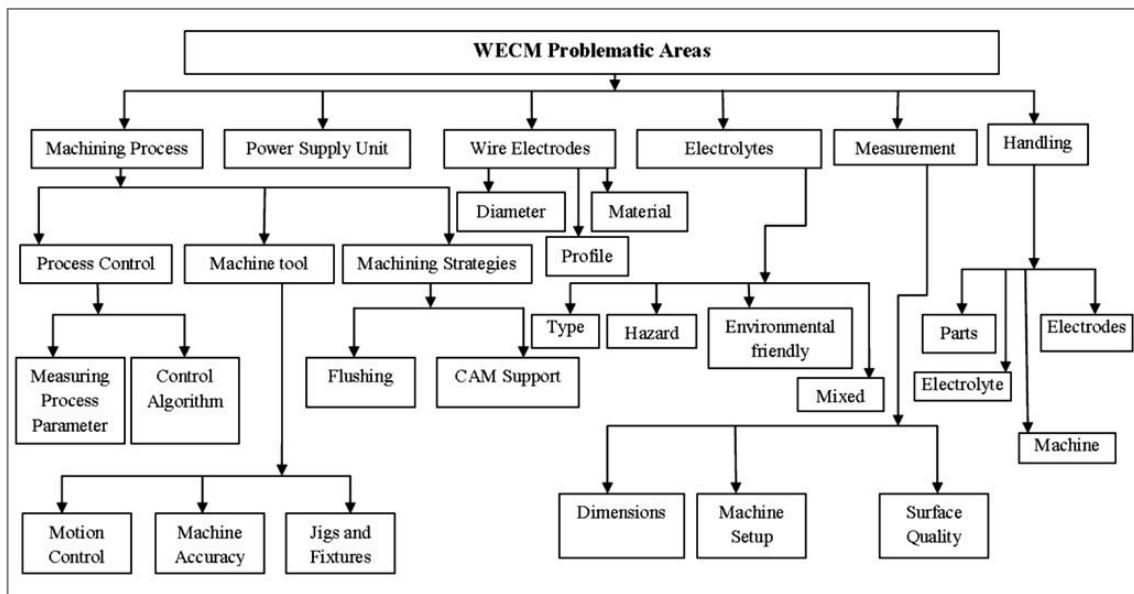 WECM Problematic Areas
Machining Process
Power Supply Unit
Wire Electrodes
Electrolytes
Measurement
Handling
Diameter
Material
Profile
Process Control
Machine tool
Machining Strategies
Type
Hazard
Environmental
friendly
Mixed
Parts
Electrodes
Electrolyte
Machine
Measuring
Process
Parameter
Control
Algorithm
Flushing
CAM Support
Motion
Control
Machine
Accuracy
Jigs and
Fixtures
Dimensions
Machine
Setup
Surface
Quality